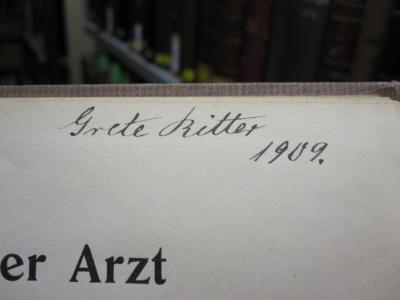 Grete Ritter
1909.
er Arzt